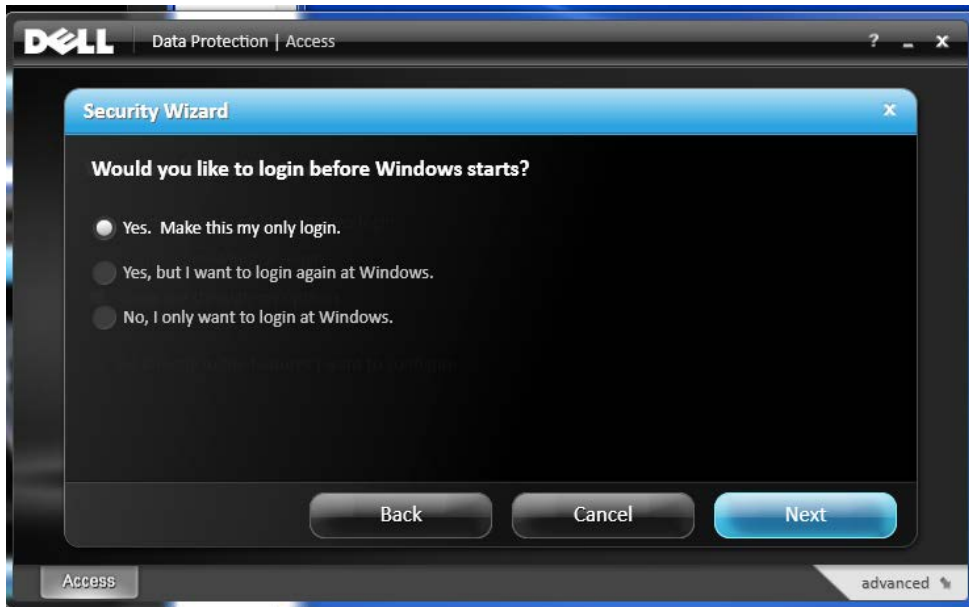 DELL Data Protection | Access ? _ x
Security Wizard x
Would you like to login before Windows starts?
Yes. Make this my only login.
Yes, but I want to login again at Windows.
No, I only want to login at Windows.
Back Cancel Next
Access advanced